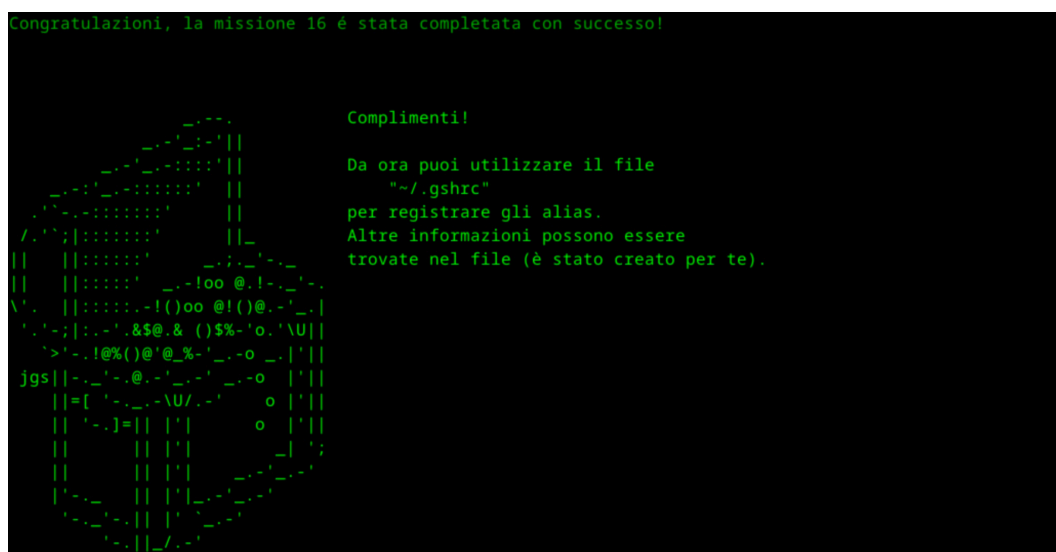 Congratulazioni, la missione 16 é stata completata con successo!
Complimenti!
Da ora puoi utilizzare il file
"~/.gshrc"
per registrare gli alias.
Altre informazioni possono essere
trovate nel file (è stato creato per te).
jgs